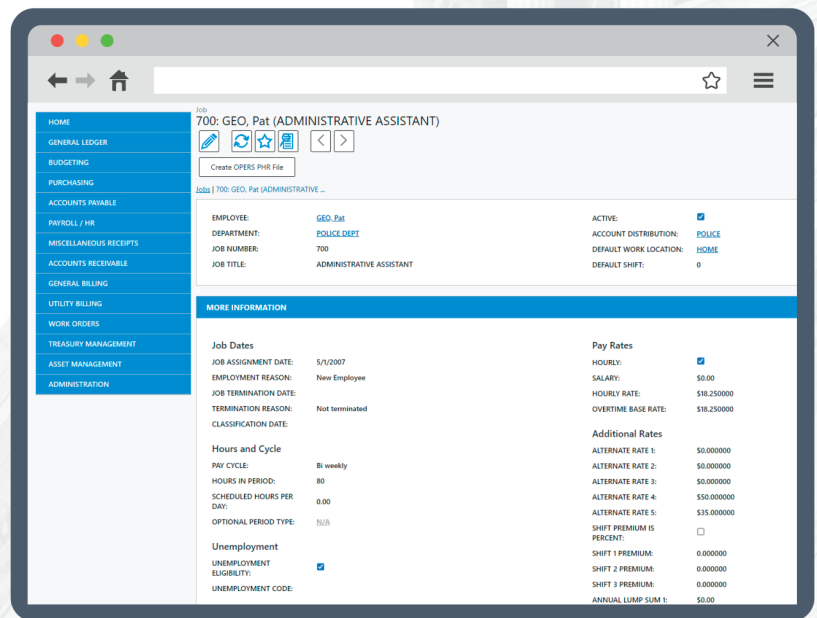 Job
700: GEO, Pat (ADMINISTRATIVE ASSISTANT)
Create OPERS PHR File
Jobs | 700: GEO, Pat (ADMINISTRATIVE ...
HOME
GENERAL LEDGER
BUDGETING
PURCHASING
ACCOUNTS PAYABLE
PAYROLL / HR
MISCELLANEOUS RECEIPTS
ACCOUNTS RECEIVABLE
GENERAL BILLING
UTILITY BILLING
WORK ORDERS
TREASURY MANAGEMENT
ASSET MANAGEMENT
ADMINISTRATION
EMPLOYEE: GEO, Pat
DEPARTMENT: POLICE DEPT
JOB NUMBER: 700
JOB TITLE: ADMINISTRATIVE ASSISTANT
ACTIVE:
ACCOUNT DISTRIBUTION: POLICE
DEFAULT WORK LOCATION: HOME
DEFAULT SHIFT: 0
MORE INFORMATION
Job Dates
JOB ASSIGNMENT DATE: 5/1/2007
EMPLOYMENT REASON: New Employee
JOB TERMINATION DATE:
TERMINATION REASON: Not terminated
CLASSIFICATION DATE:
Hours and Cycle
PAY CYCLE: Bi weekly
HOURS IN PERIOD: 80
SCHEDULED HOURS PER
DAY: 0.00
OPTIONAL PERIOD TYPE: N/A
Unemployment
UNEMPLOYMENT
ELIGIBILITY:
UNEMPLOYMENT CODE:
Pay Rates
HOURLY:
SALARY: $0.00
HOURLY RATE: $18.250000
OVERTIME BASE RATE: $18.250000
Additional Rates
ALTERNATE RATE 1: $0.000000
ALTERNATE RATE 2: $0.000000
ALTERNATE RATE 3: $0.000000
ALTERNATE RATE 4: $50.000000
ALTERNATE RATE 5: $35.000000
SHIFT PREMIUM IS
PERCENT:
SHIFT 1 PREMIUM: 0.000000
SHIFT 2 PREMIUM: 0.000000
SHIFT 3 PREMIUM: 0.000000
ANNUAL LUMP SUM 1: $0.00